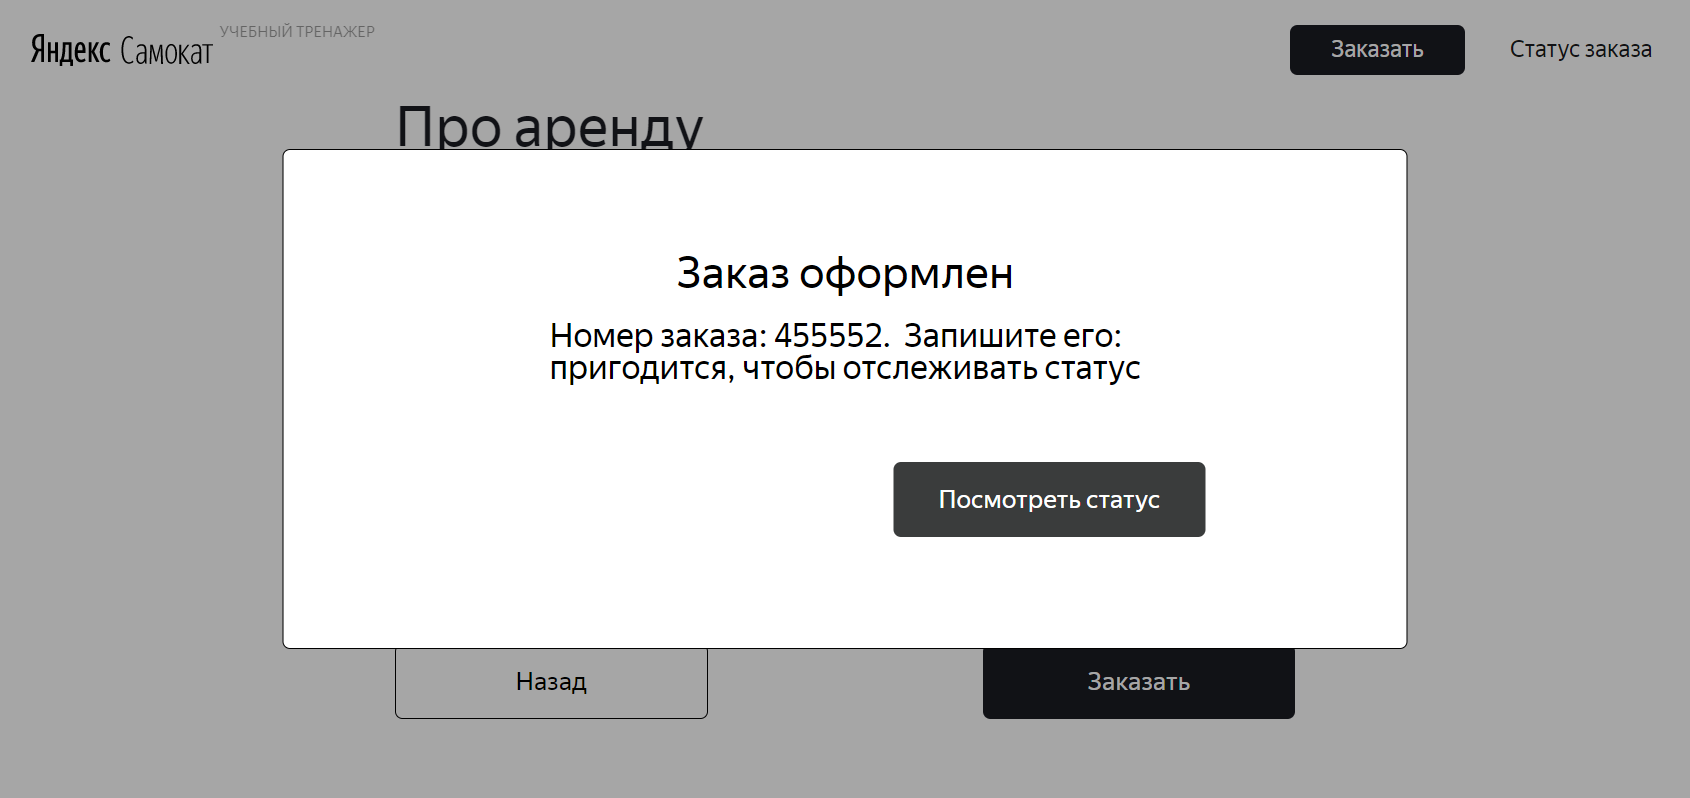 Яндекс Самокат
УЧЕБНЫЙ ТРЕНАЖЕР
Заказать
Статус заказа
Про аренду
Заказ оформлен
Номер заказа: 455552.  Запишите его:
пригодится, чтобы отслеживать статус
Посмотреть статус
Назад
Заказать